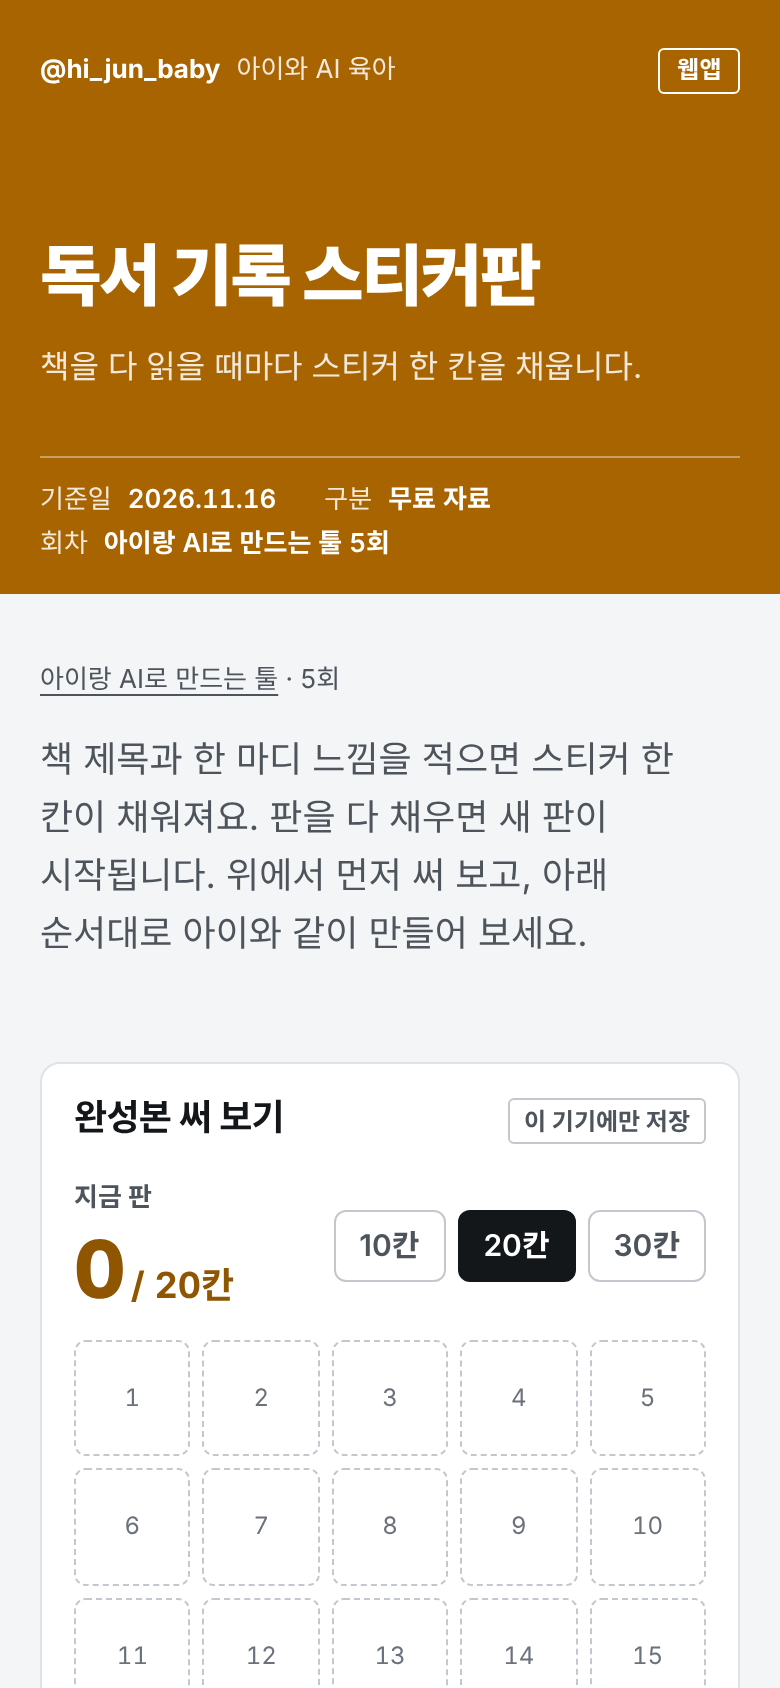 @hi_jun_baby 아이와 AI 육아
웹앱
독서 기록 스티커판
책을 다 읽을 때마다 스티커 한 칸을 채웁니다.
기준일 2026.11.16 구분 무료 자료
회차 아이랑 AI로 만드는 툴 5회
아이랑 AI로 만드는 툴 · 5회
책 제목과 한 마디 느낌을 적으면 스티커 한
칸이 채워져요. 판을 다 채우면 새 판이
시작됩니다. 위에서 먼저 써 보고, 아래
순서대로 아이와 같이 만들어 보세요.
완성본 써 보기
이 기기에만 저장
지금 판
0 / 20칸
10칸 20칸 30칸
1 2 3 4 5
6 7 8 9 10
11 12 13 14 15